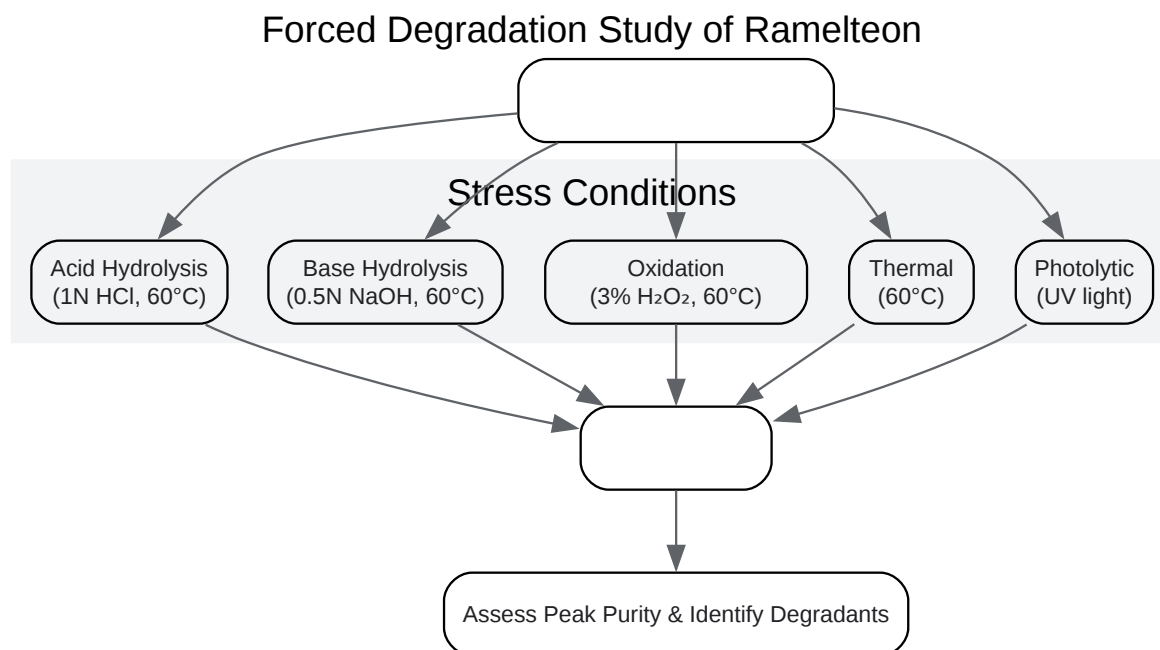 Forced Degradation Study of Ramelteon
Stress Conditions
Acid Hydrolysis
(1N HCl, 60°C)
Base Hydrolysis
(0.5N NaOH, 60°C)
Oxidation
(3% H₂O₂, 60°C)
Thermal
(60°C)
Photolytic
(UV light)
Assess Peak Purity & Identify Degradants